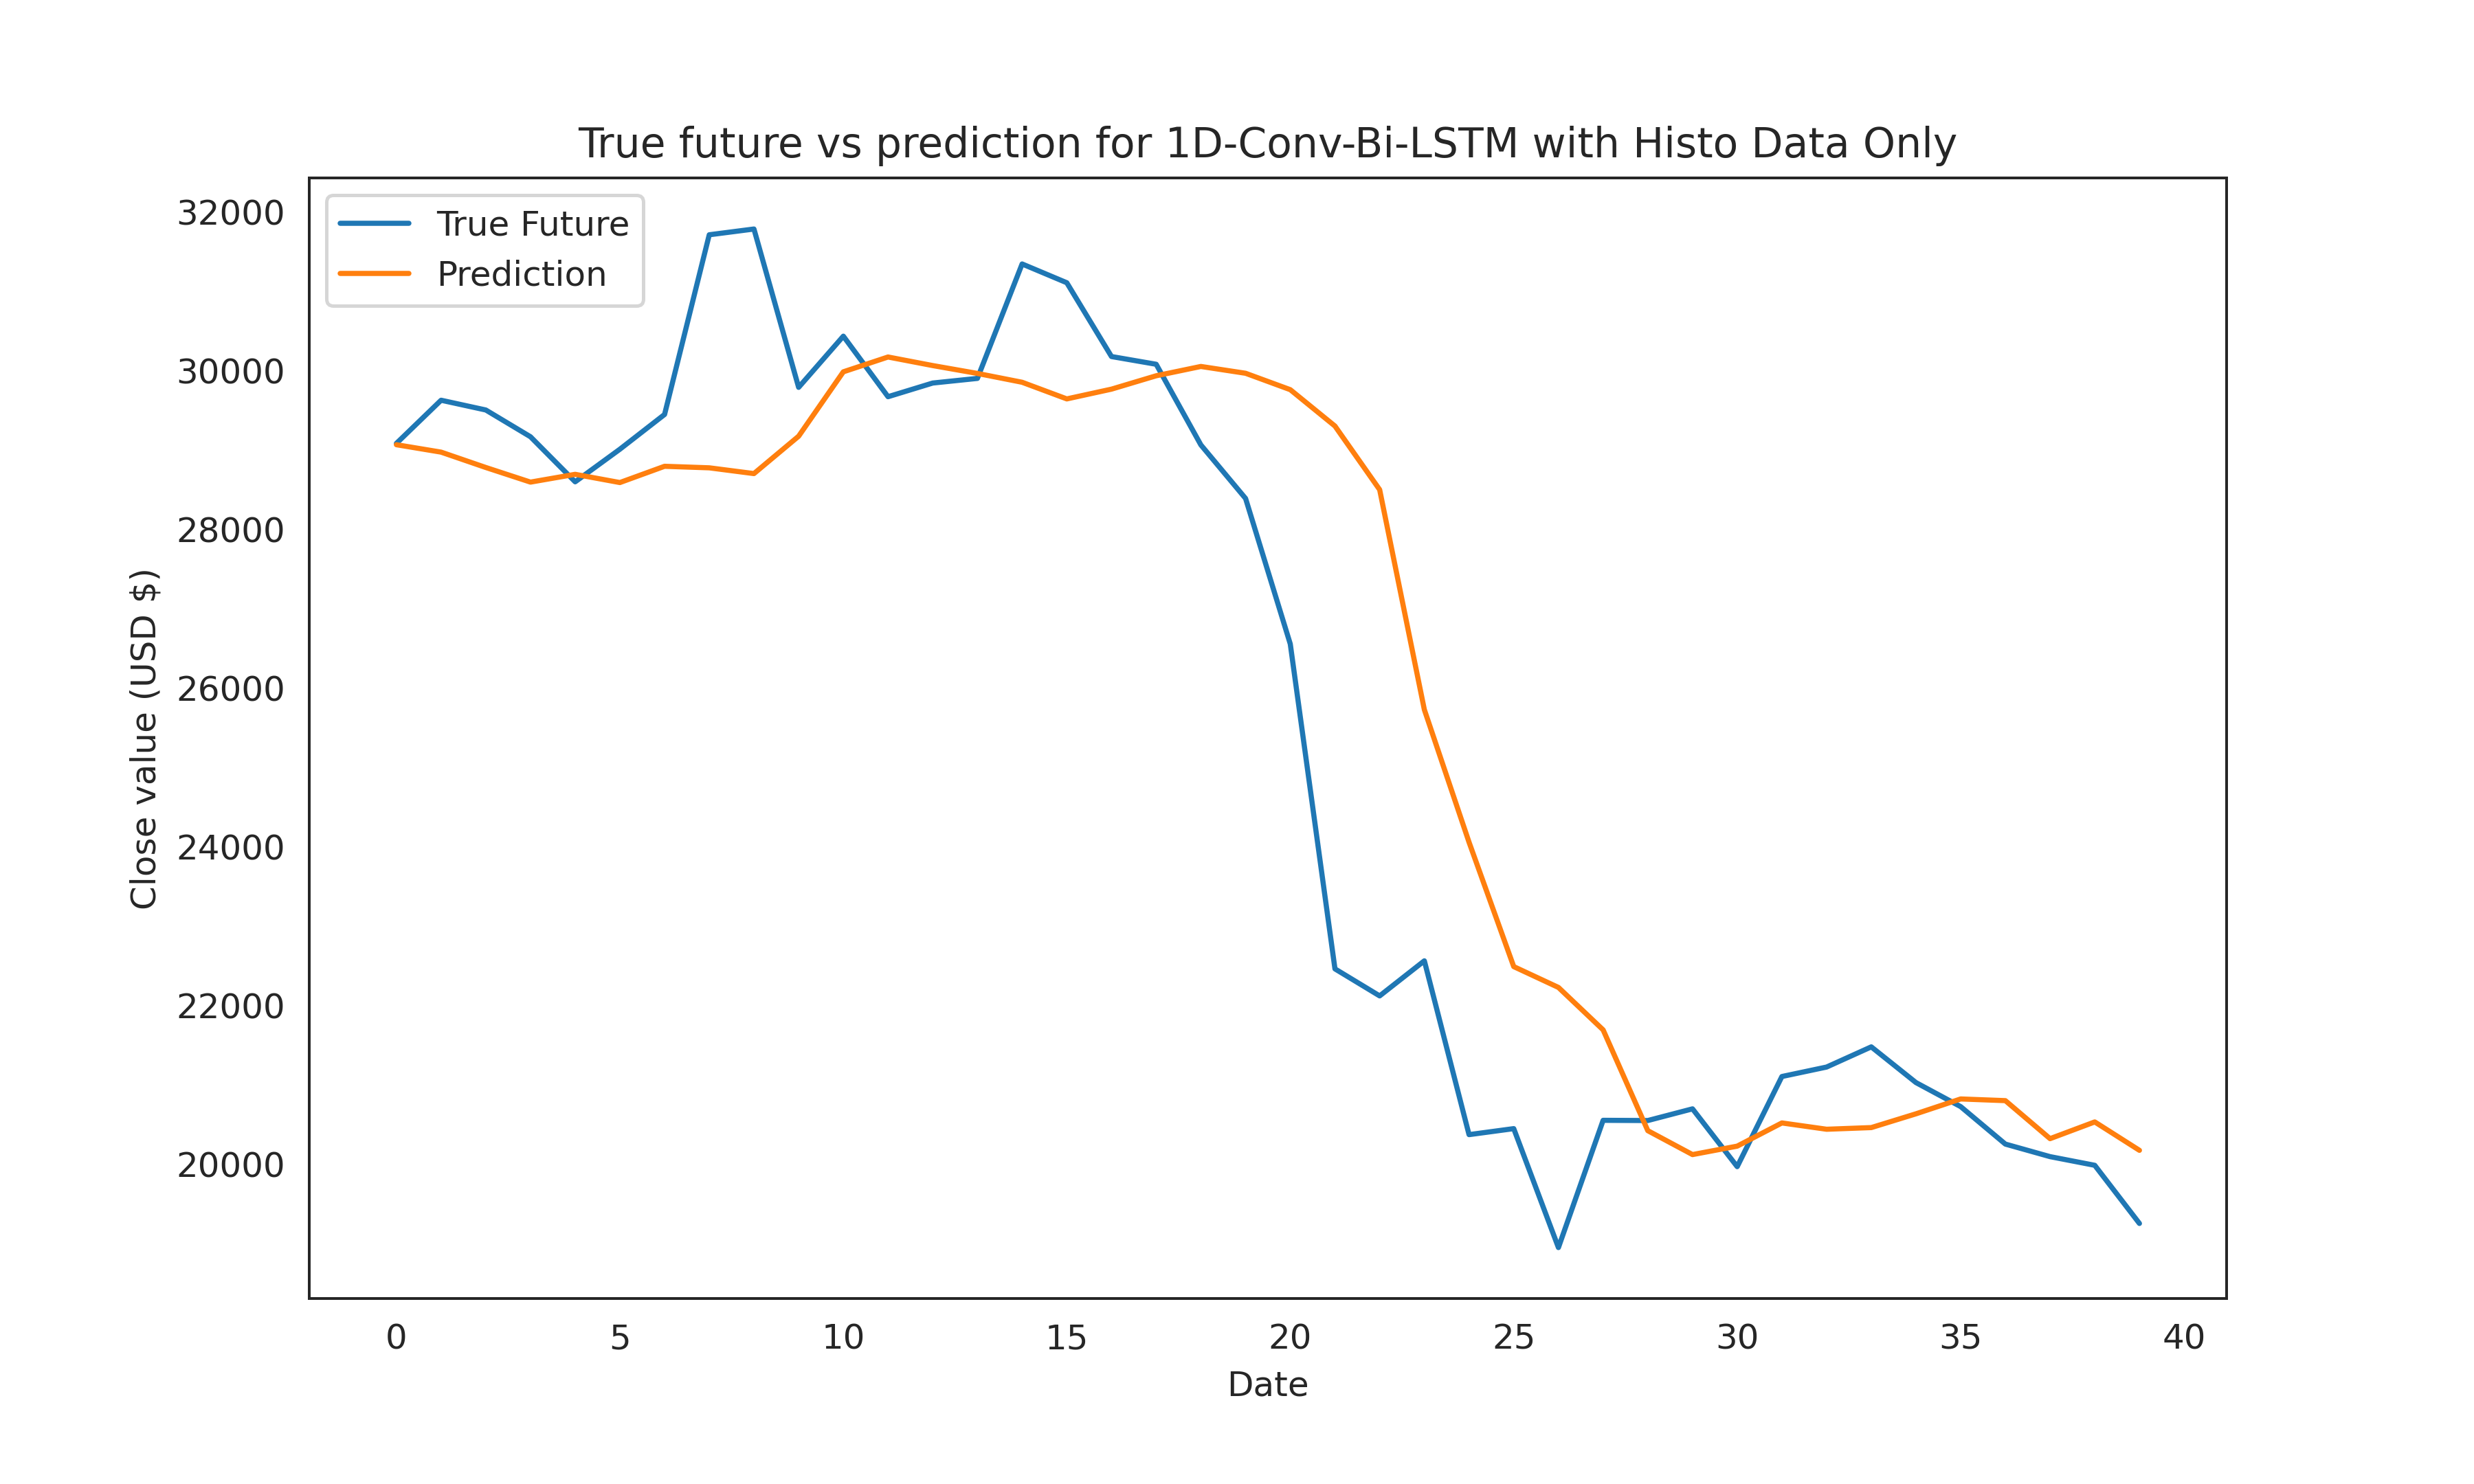 True future vs prediction for 1D-Conv-Bi-LSTM with Histo Data Only
True Future
Prediction
32000
30000
28000
26000
24000
22000
20000
Close value (USD $)
0 5 10 15 20 25 30 35 40
Date